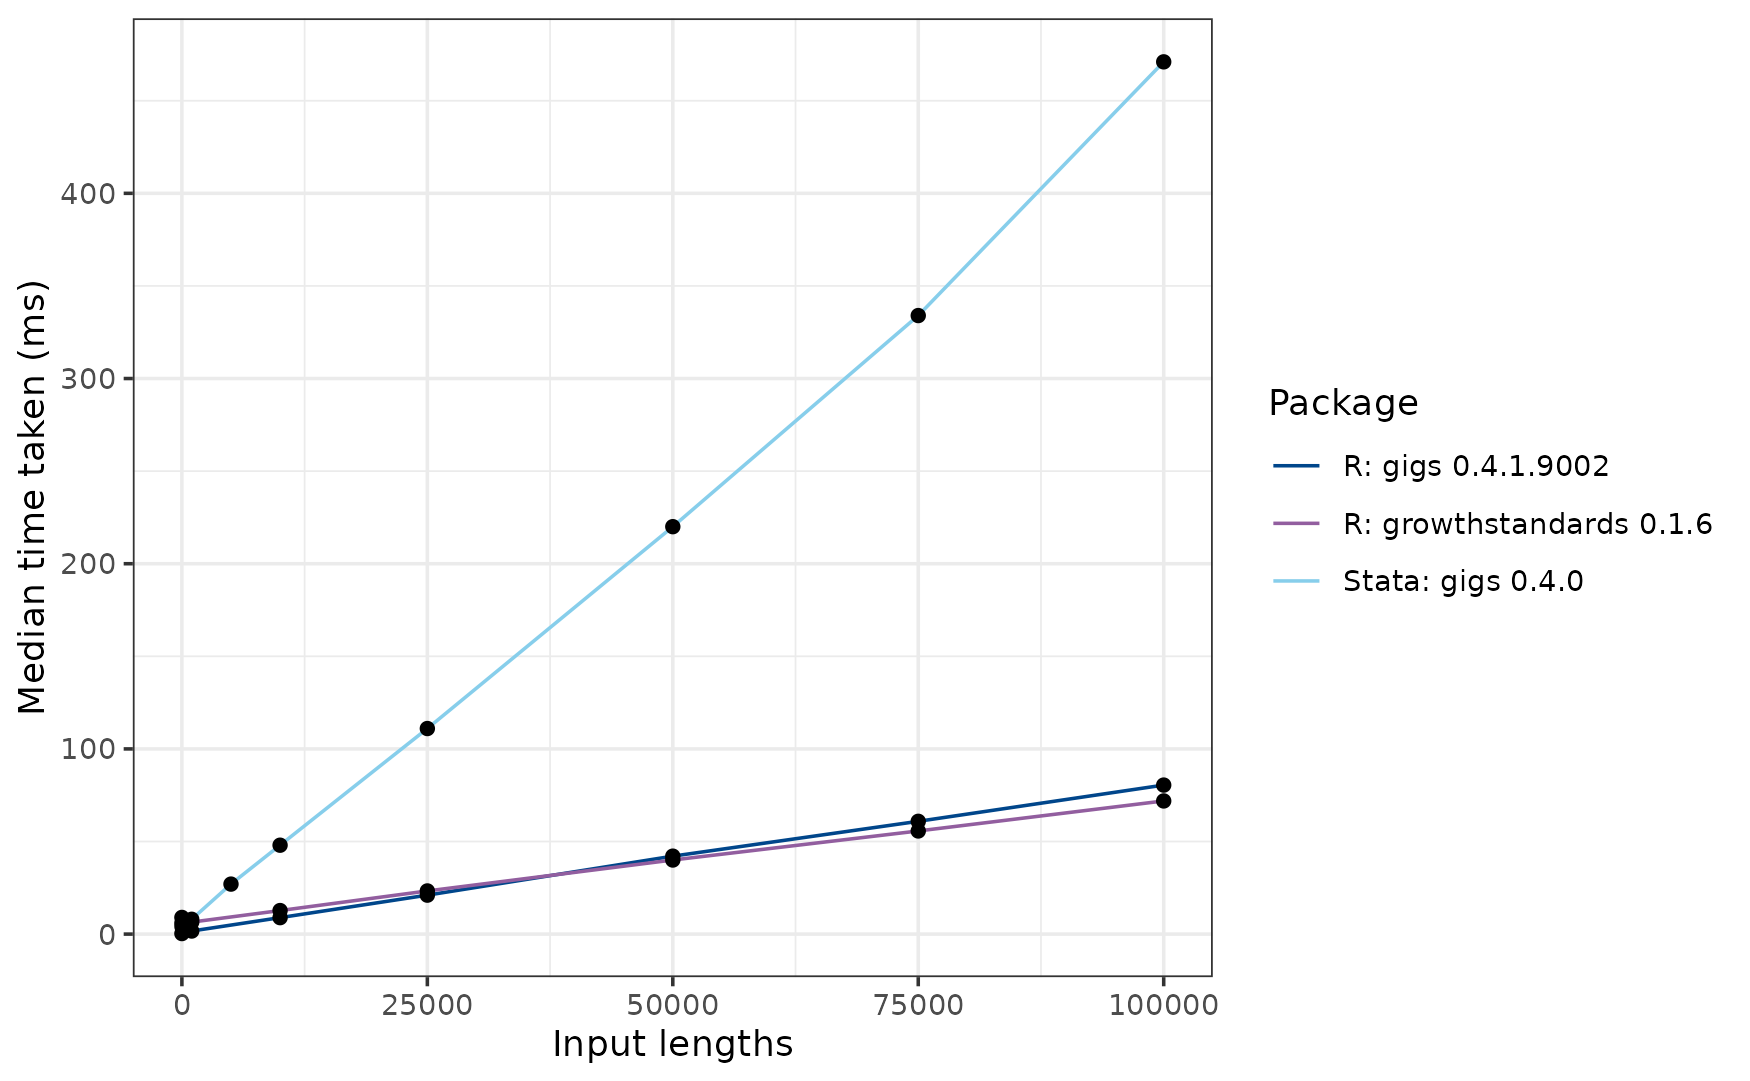 Median time taken (ms)
400
300
200
100
0
0 25000 50000 75000 100000
Input lengths
Package
R: gigs 0.4.1.9002
R: growthstandards 0.1.6
Stata: gigs 0.4.0